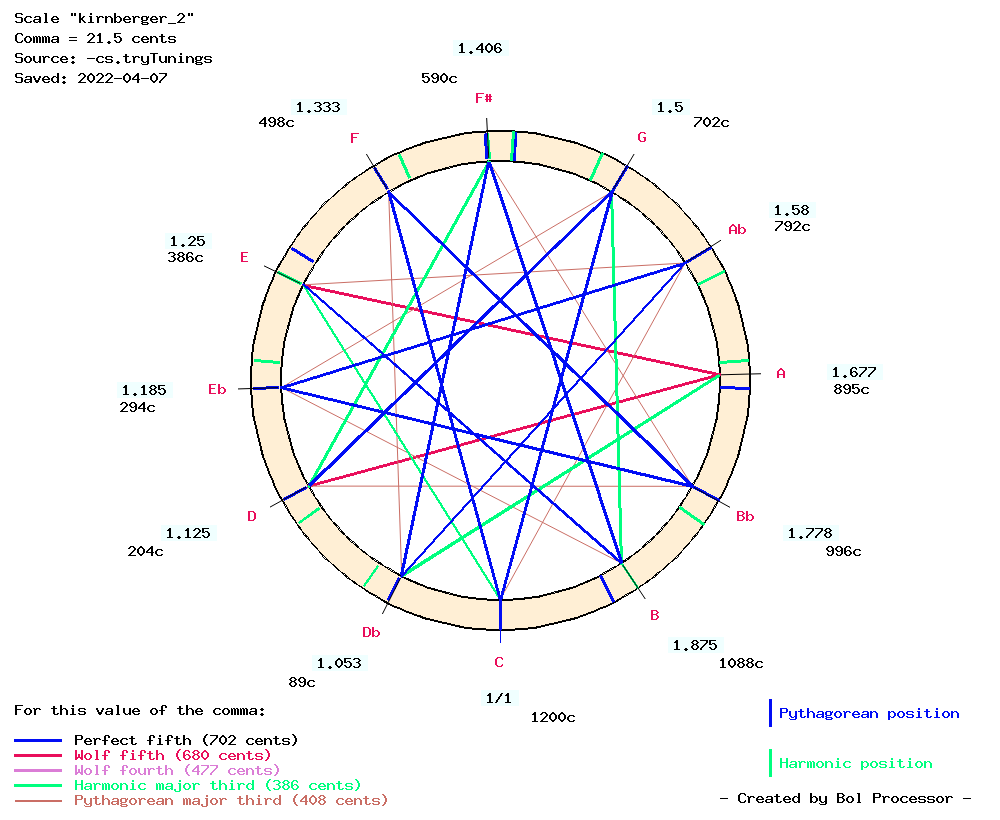 Scale "kirnberger_2"
Comma = 21.5 cents
Source: -cs.tryTunings
Saved: 2022-04-07
1.406
590c
F#
1.333
498c
F
1.5
702c
G
1.58
792c
Ab
1.25
386c
E
1.677
895c
A
1.185
294c
Eb
1.778
996c
Bb
1.125
204c
D
1.875
1088c
B
1.053
89c
Db
C
1/1
1200c
For this value of the comma:
Perfect fifth (702 cents)
Wolf fifth (680 cents)
Wolf fourth (477 cents)
Harmonic major third (386 cents)
Pythagorean major third (408 cents)
Pythagorean position
Harmonic position
- Created by Bol Processor -